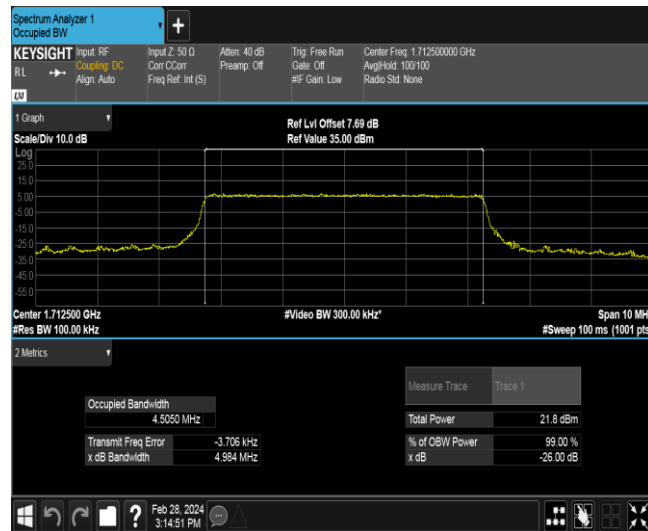 Spectrum Analyzer 1
Occupied BW
+
KEYSIGHT
RL
LXI
Input: RF
Coupling: DC
Align: Auto
Input Z: 50 Ω
Corr CCorr
Freq Ref: Int (S)
Atten: 40 dB
Preamp: Off
Trig: Free Run
Gate: Off
#IF Gain: Low
Center Freq: 1.712500000 GHz
Avg|Hold: 100/100
Radio Std: None
1 Graph
Scale/Div 10.0 dB
Ref Lvl Offset 7.69 dB
Ref Value 35.00 dBm
Log
25.0
15.0
5.00
-5.00
-15.0
-25.0
-35.0
-45.0
-55.0
Center 1.712500 GHz
#Res BW 100.00 kHz
#Video BW 300.00 kHz*
Span 10 MH
#Sweep 100 ms (1001 pts
2 Metrics
Measure Trace Trace 1
Occupied Bandwidth
4.5050 MHz
Total Power 21.8 dBm
Transmit Freq Error -3.706 kHz
% of OBW Power 99.00 %
x dB Bandwidth 4.984 MHz
x dB -26.00 dB
?
Feb 28, 2024
3:14:51 PM